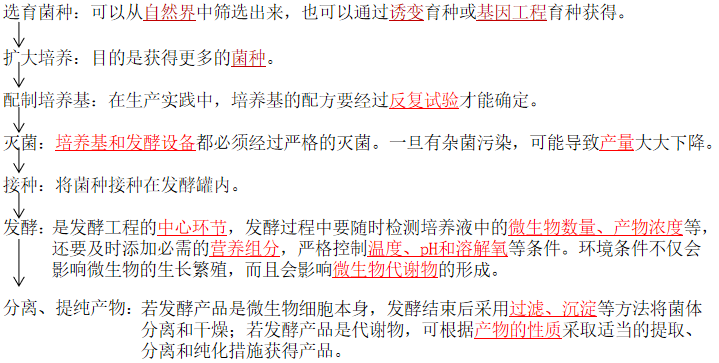 选育菌种：可以从自然界中筛选出来，也可以通过诱变育种或基因工程育种获得。
扩大培养：目的是获得更多的菌种。
配制培养基：在生产实践中，培养基的配方要经过反复试验才能确定。
灭菌：培养基和发酵设备都必须经过严格的灭菌。一旦有杂菌污染，可能导致产量大大下降。
接种：将菌种接种在发酵罐内。
发酵：是发酵工程的中心环节，发酵过程中要随时检测培养液中的微生物数量、产物浓度等，
还要及时添加必需的营养组分，严格控制温度、pH和溶解氧等条件。环境条件不仅会
影响微生物的生长繁殖，而且会影响微生物代谢物的形成。
分离、提纯产物：若发酵产品是微生物细胞本身，发酵结束后采用过滤、沉淀等方法将菌体
分离和干燥；若发酵产品是代谢物，可根据产物的性质采取适当的提取、
分离和纯化措施获得产品。